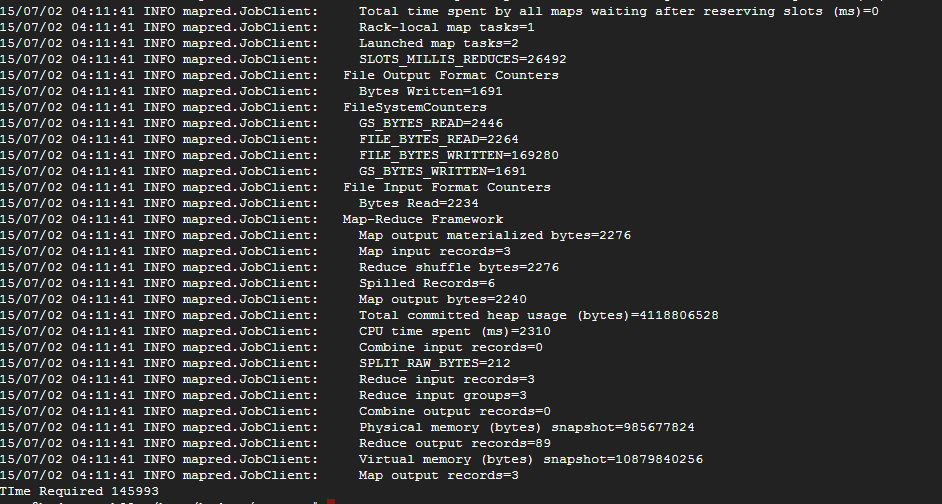 15/07/02 04:11:41 INFO mapred.JobClient:     Total time spent by all maps waiting after reserving slots (ms)=0
15/07/02 04:11:41 INFO mapred.JobClient:     Rack-local map tasks=1
15/07/02 04:11:41 INFO mapred.JobClient:     Launched map tasks=2
15/07/02 04:11:41 INFO mapred.JobClient:     SLOTS_MILLIS_REDUCES=26492
15/07/02 04:11:41 INFO mapred.JobClient:   File Output Format Counters
15/07/02 04:11:41 INFO mapred.JobClient:     Bytes Written=1691
15/07/02 04:11:41 INFO mapred.JobClient:   FileSystemCounters
15/07/02 04:11:41 INFO mapred.JobClient:     GS_BYTES_READ=2446
15/07/02 04:11:41 INFO mapred.JobClient:     FILE_BYTES_READ=2264
15/07/02 04:11:41 INFO mapred.JobClient:     FILE_BYTES_WRITTEN=169280
15/07/02 04:11:41 INFO mapred.JobClient:     GS_BYTES_WRITTEN=1691
15/07/02 04:11:41 INFO mapred.JobClient:   File Input Format Counters
15/07/02 04:11:41 INFO mapred.JobClient:     Bytes Read=2234
15/07/02 04:11:41 INFO mapred.JobClient:   Map-Reduce Framework
15/07/02 04:11:41 INFO mapred.JobClient:     Map output materialized bytes=2276
15/07/02 04:11:41 INFO mapred.JobClient:     Map input records=3
15/07/02 04:11:41 INFO mapred.JobClient:     Reduce shuffle bytes=2276
15/07/02 04:11:41 INFO mapred.JobClient:     Spilled Records=6
15/07/02 04:11:41 INFO mapred.JobClient:     Map output bytes=2240
15/07/02 04:11:41 INFO mapred.JobClient:     Total committed heap usage (bytes)=4118806528
15/07/02 04:11:41 INFO mapred.JobClient:     CPU time spent (ms)=2310
15/07/02 04:11:41 INFO mapred.JobClient:     Combine input records=0
15/07/02 04:11:41 INFO mapred.JobClient:     SPLIT_RAW_BYTES=212
15/07/02 04:11:41 INFO mapred.JobClient:     Reduce input records=3
15/07/02 04:11:41 INFO mapred.JobClient:     Reduce input groups=3
15/07/02 04:11:41 INFO mapred.JobClient:     Combine output records=0
15/07/02 04:11:41 INFO mapred.JobClient:     Physical memory (bytes) snapshot=985677824
15/07/02 04:11:41 INFO mapred.JobClient:     Reduce output records=89
15/07/02 04:11:41 INFO mapred.JobClient:     Virtual memory (bytes) snapshot=10879840256
15/07/02 04:11:41 INFO mapred.JobClient:     Map output records=3
TIme Required 145993